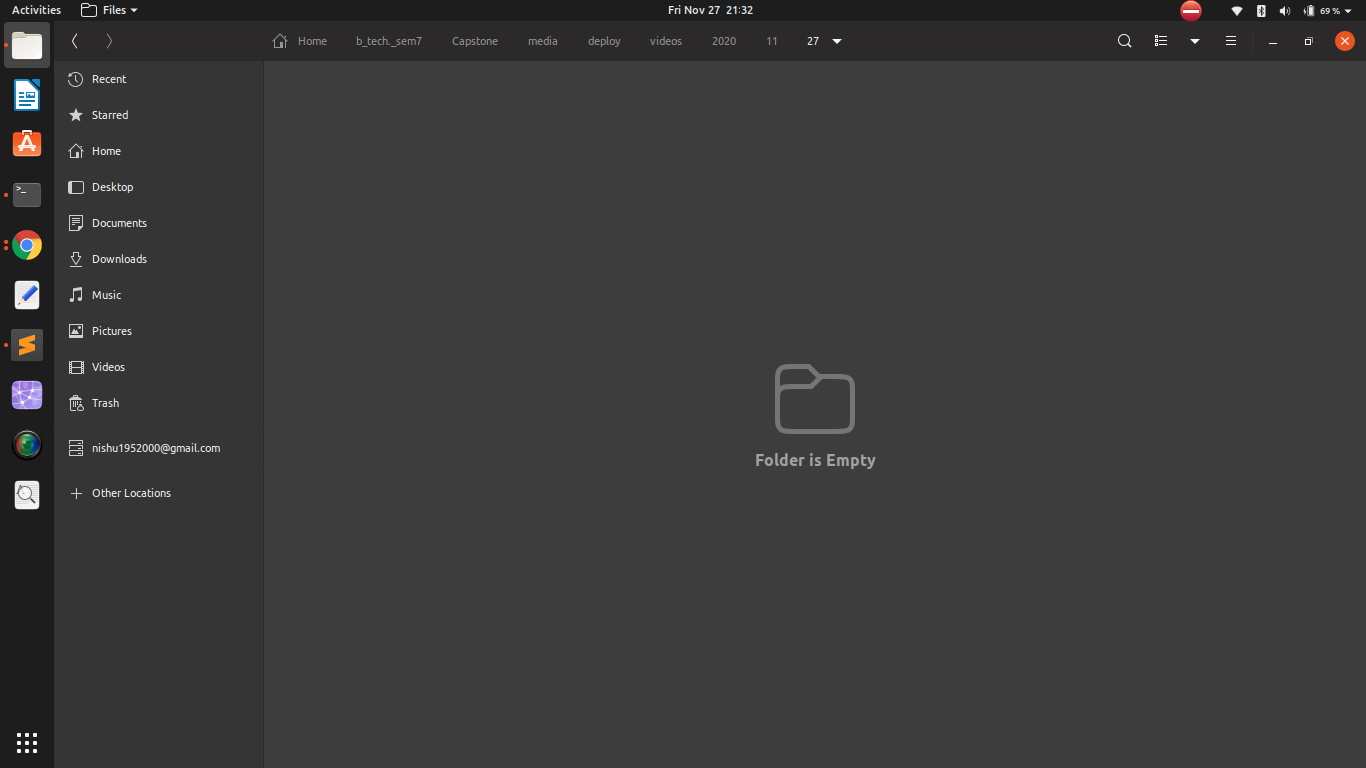 Activities Files Fri Nov 27 21:32 69 %
Home b_tech._sem7 Capstone media deploy videos 2020 11 27
Recent
Starred
Home
Desktop
Documents
Downloads
Music
Pictures
Videos
Trash
nishu1952000@gmail.com
Other Locations
Folder is Empty